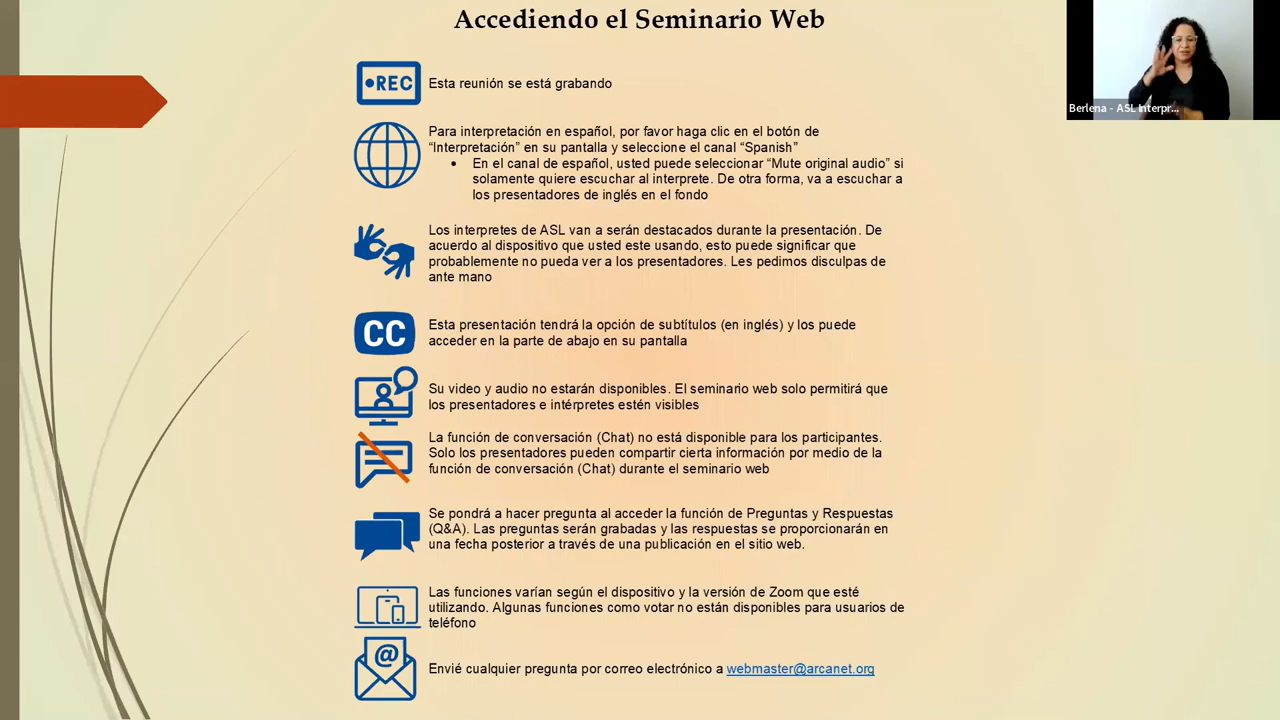 Accediendo el Seminario Web
REC
Esta reunión se está grabando
Para interpretación en español, por favor haga clic en el botón de
“Interpretación” en su pantalla y seleccione el canal “Spanish”
• En el canal de español, usted puede seleccionar “Mute original audio” si
solamente quiere escuchar al interprete. De otra forma, va a escuchar a
los presentadores de inglés en el fondo
Los interpretes de ASL van a serán destacados durante la presentación. De
acuerdo al dispositivo que usted este usando, esto puede significar que
probablemente no pueda ver a los presentadores. Les pedimos disculpas de
ante mano
CC
Esta presentación tendrá la opción de subtítulos (en inglés) y los puede
acceder en la parte de abajo en su pantalla
Su video y audio no estarán disponibles. El seminario web solo permitirá que
los presentadores e intérpretes estén visibles
La función de conversación (Chat) no está disponible para los participantes.
Solo los presentadores pueden compartir cierta información por medio de la
función de conversación (Chat) durante el seminario web
Se pondrá a hacer pregunta al acceder la función de Preguntas y Respuestas
(Q&A). Las preguntas serán grabadas y las respuestas se proporcionarán en
una fecha posterior a través de una publicación en el sitio web.
Las funciones varían según el dispositivo y la versión de Zoom que esté
utilizando. Algunas funciones como votar no están disponibles para usuarios de
teléfono
@
Envié cualquier pregunta por correo electrónico a webmaster@arcanet.org
Berlena - ASL Interpr...